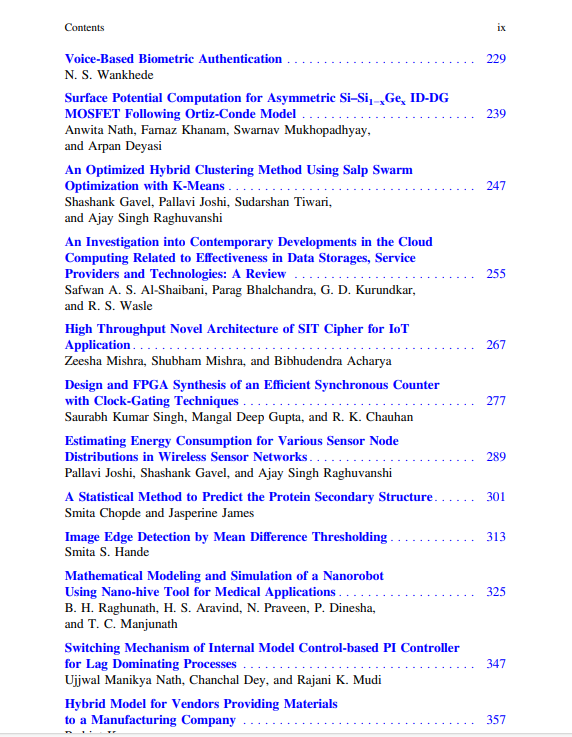 Contents ix
Voice-Based Biometric Authentication . . . . . . . . . . . . . . . . . . . . . . . . . . 229
N. S. Wankhede
Surface Potential Computation for Asymmetric Si–Si₁₋ₓGeₓ ID-DG
MOSFET Following Ortiz-Conde Model . . . . . . . . . . . . . . . . . . . . . . . . 239
Anwita Nath, Farnaz Khanam, Swarnav Mukhopadhyay,
and Arpan Deyasi
An Optimized Hybrid Clustering Method Using Salp Swarm
Optimization with K-Means . . . . . . . . . . . . . . . . . . . . . . . . . . . . . . . . . . 247
Shashank Gavel, Pallavi Joshi, Sudarshan Tiwari,
and Ajay Singh Raghuvanshi
An Investigation into Contemporary Developments in the Cloud
Computing Related to Effectiveness in Data Storages, Service
Providers and Technologies: A Review . . . . . . . . . . . . . . . . . . . . . . . . . 255
Safwan A. S. Al-Shaibani, Parag Bhalchandra, G. D. Kurundkar,
and R. S. Wasle
High Throughput Novel Architecture of SIT Cipher for IoT
Application . . . . . . . . . . . . . . . . . . . . . . . . . . . . . . . . . . . . . . . . . . . . . . . 267
Zeesha Mishra, Shubham Mishra, and Bibhudendra Acharya
Design and FPGA Synthesis of an Efficient Synchronous Counter
with Clock-Gating Techniques . . . . . . . . . . . . . . . . . . . . . . . . . . . . . . . . 277
Saurabh Kumar Singh, Mangal Deep Gupta, and R. K. Chauhan
Estimating Energy Consumption for Various Sensor Node
Distributions in Wireless Sensor Networks . . . . . . . . . . . . . . . . . . . . . . . 289
Pallavi Joshi, Shashank Gavel, and Ajay Singh Raghuvanshi
A Statistical Method to Predict the Protein Secondary Structure . . . . . . 301
Smita Chopde and Jasperine James
Image Edge Detection by Mean Difference Thresholding . . . . . . . . . . . . 313
Smita S. Hande
Mathematical Modeling and Simulation of a Nanorobot
Using Nano-hive Tool for Medical Applications . . . . . . . . . . . . . . . . . . . 325
B. H. Raghunath, H. S. Aravind, N. Praveen, P. Dinesha,
and T. C. Manjunath
Switching Mechanism of Internal Model Control-based PI Controller
for Lag Dominating Processes . . . . . . . . . . . . . . . . . . . . . . . . . . . . . . . . 347
Ujjwal Manikya Nath, Chanchal Dey, and Rajani K. Mudi
Hybrid Model for Vendors Providing Materials
to a Manufacturing Company . . . . . . . . . . . . . . . . . . . . . . . . . . . . . . . . 357